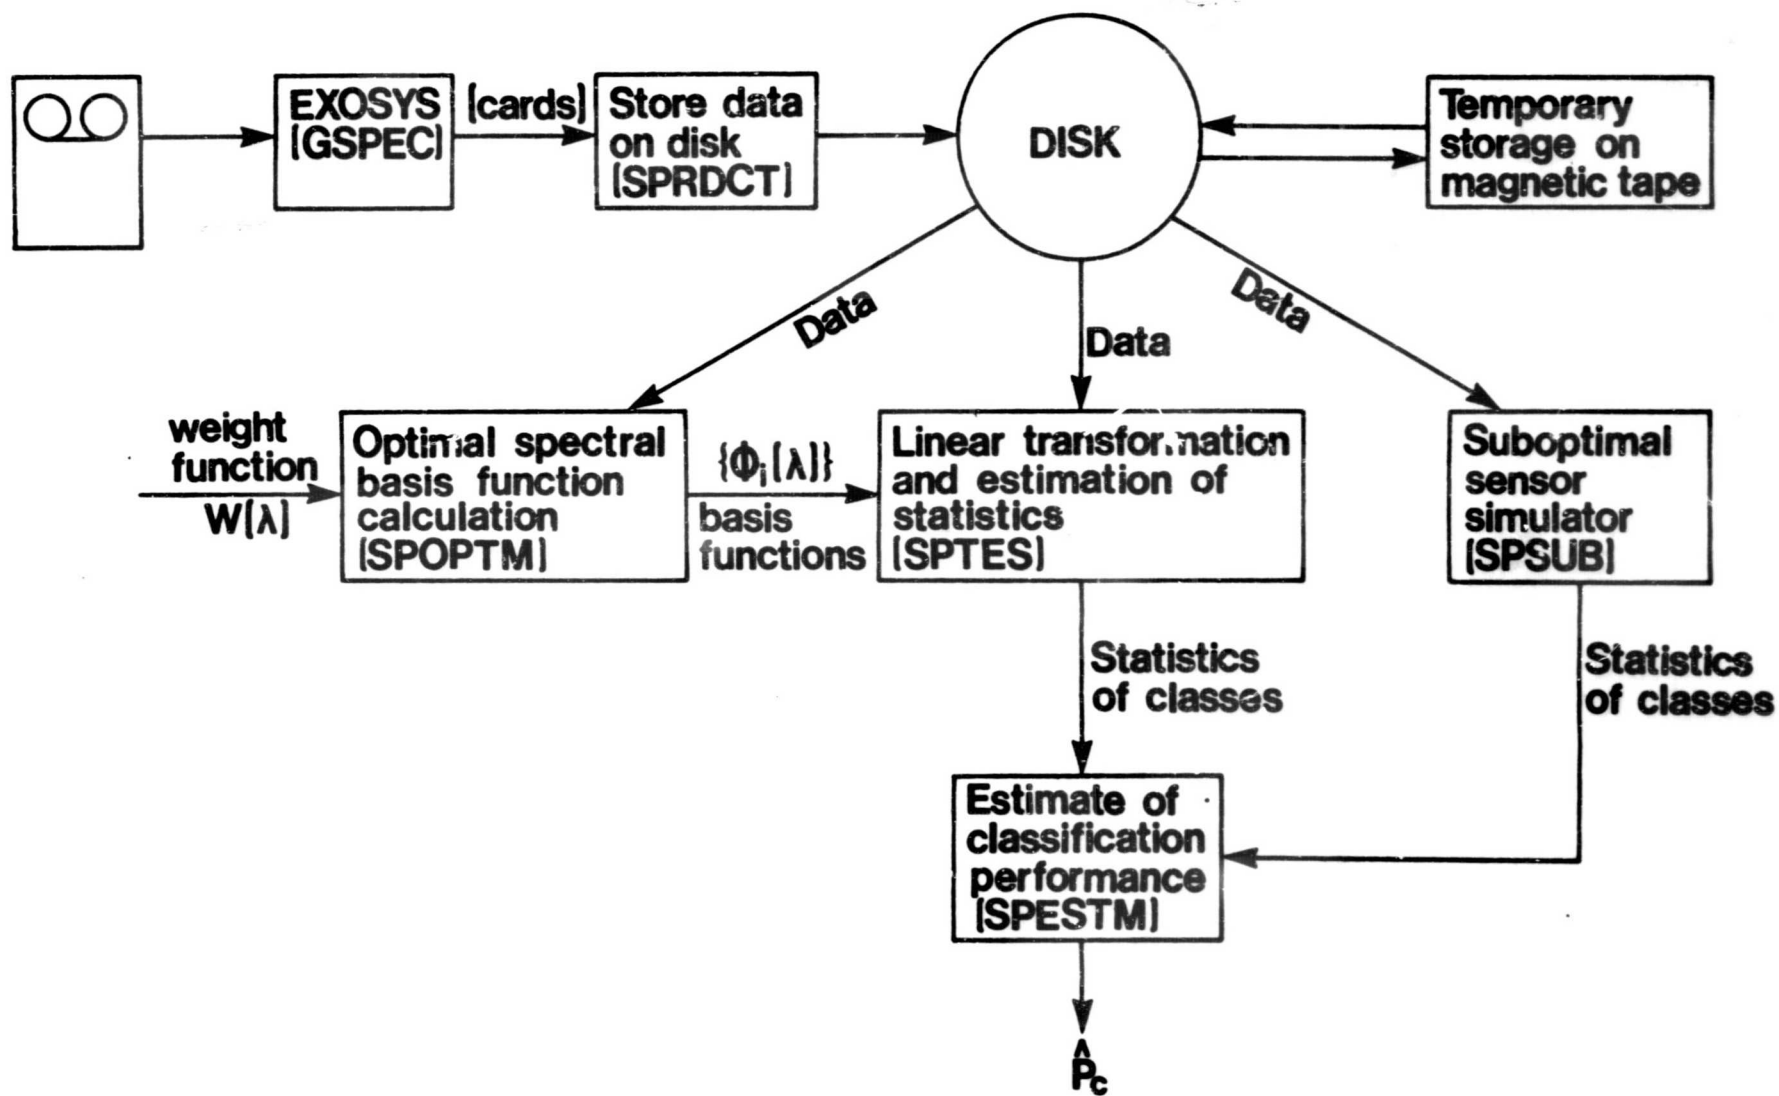 EXOSYS
[GSPEC]
[cards]
Store data
on disk
[SPRDCT]
DISK
Temporary
storage on
magnetic tape
Data
Data
Data
weight
function
W[λ]
Optimal spectral
basis function
calculation
[SPOPTM]
{Φi[λ]}
basis
functions
Linear transformation
and estimation of
statistics
[SPTES]
Suboptimal
sensor
simulator
[SPSUB]
Statistics
of classes
Statistics
of classes
Estimate of
classification
performance
[SPESTM]
P̂c